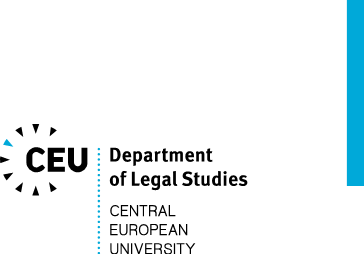 CEU
Department
of Legal Studies
CENTRAL
EUROPEAN
UNIVERSITY